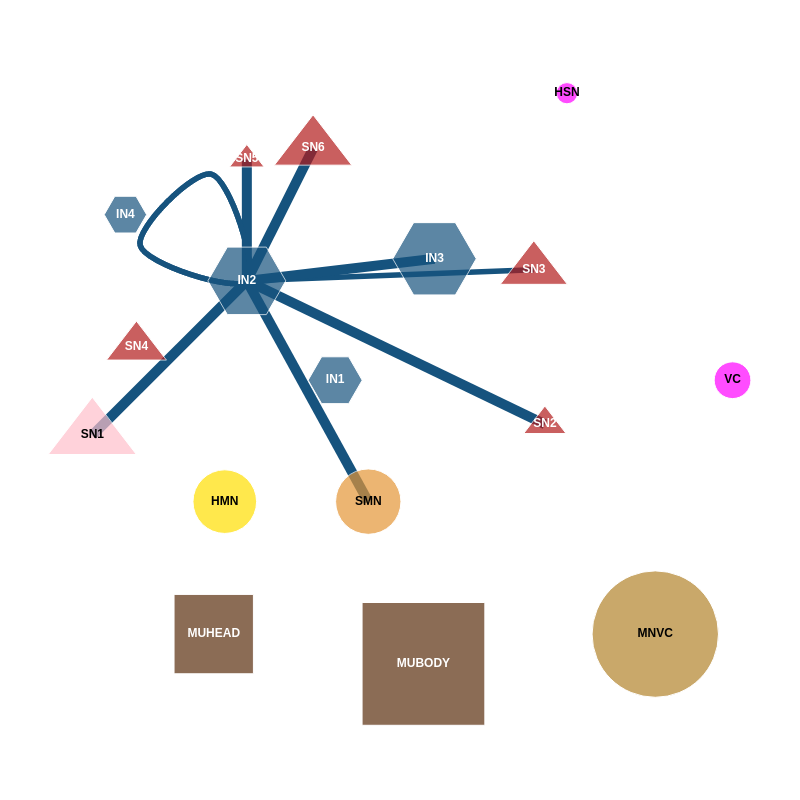 HSN
SN6
SN5
IN4
IN3
SN3
IN2
SN4
IN1
VC
SN2
SN1
HMN
SMN
MUHEAD
MNVC
MUBODY